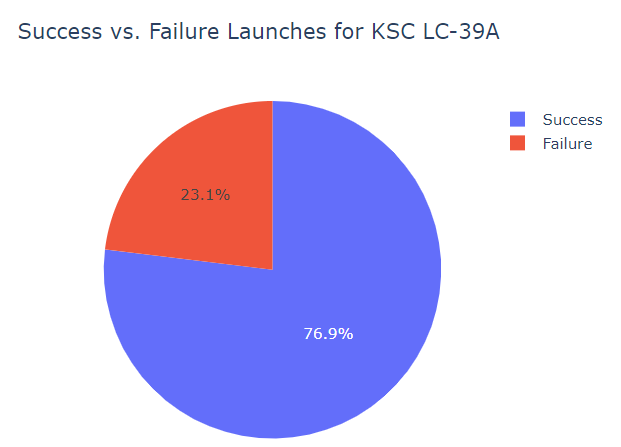 Success vs. Failure Launches for KSC LC-39A
Success
Failure
23.1%
76.9%